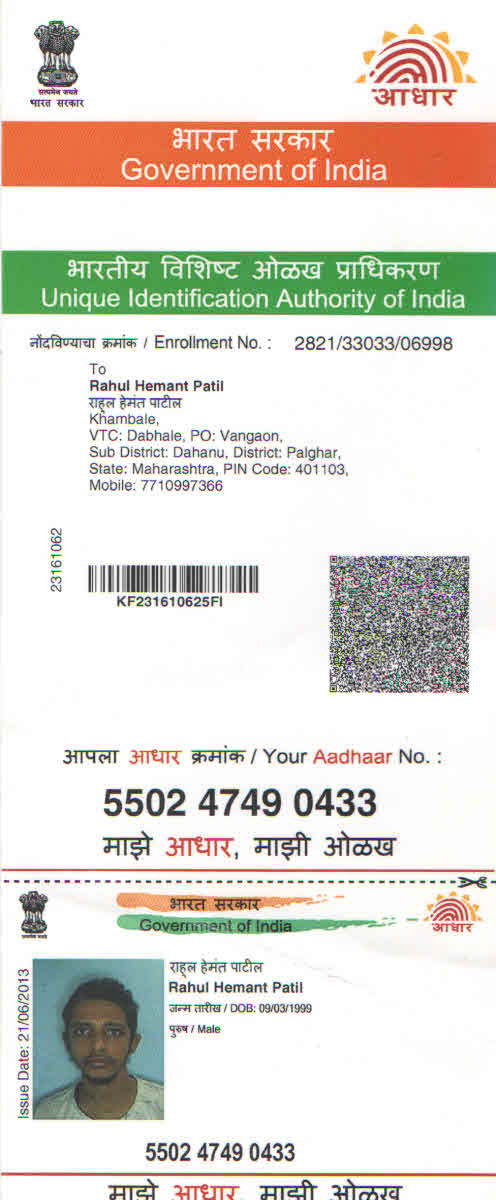 सत्यमेव जयते
भारत सरकार
आधार
भारत सरकार
Government of India
भारतीय विशिष्ट ओळख प्राधिकरण
Unique Identification Authority of India
नोंदविण्याचा क्रमांक / Enrollment No. : 2821/33033/06998
To
Rahul Hemant Patil
राहूल हेमंत पाटील
Khambale,
VTC: Dabhale, PO: Vangaon,
Sub District: Dahanu, District: Palghar,
State: Maharashtra, PIN Code: 401103,
Mobile: 7710997366
23161062
KF231610625FI
आपला आधार क्रमांक / Your Aadhaar No. :
5502 4749 0433
माझे आधार, माझी ओळख
भारत सरकार
Government of India
सत्यमेव जयते
आधार
Issue Date: 21/06/2013
राहूल हेमंत पाटील
Rahul Hemant Patil
जन्म तारीख / DOB: 09/03/1999
पुरुष / Male
5502 4749 0433
माझे आधार, माझी ओळख